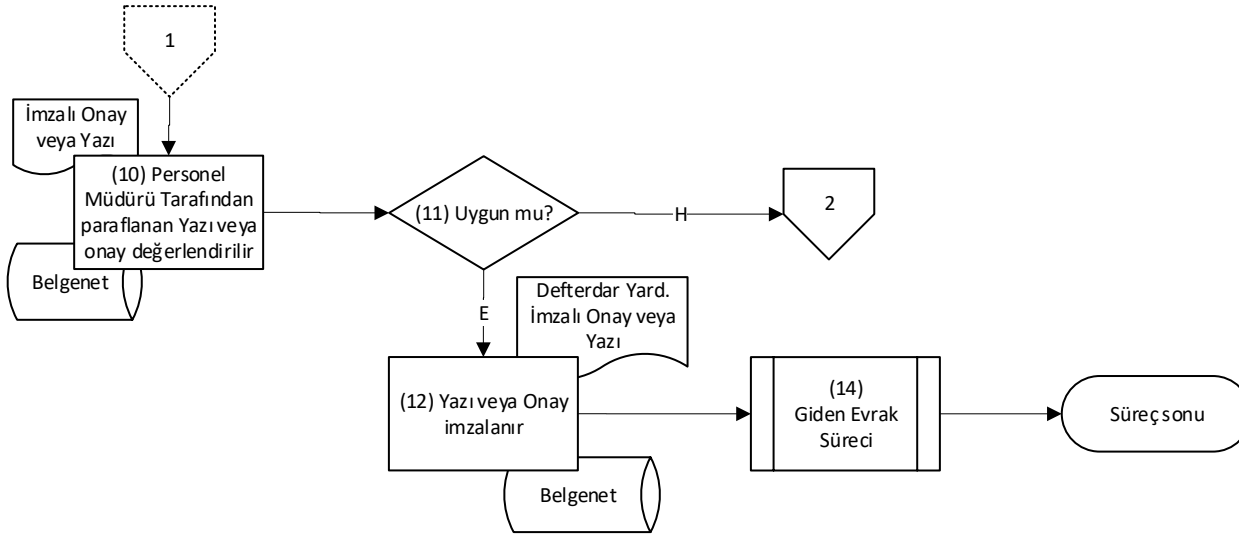 1
İmzalı Onay
veya Yazı
(10) Personel
Müdürü Tarafından
paraflanan Yazı veya
onay değerlendirilir
Belgenet
(11) Uygun mu?
H
2
E
Defterdar Yard.
İmzalı Onay veya
Yazı
(12) Yazı veya Onay
imzalanır
Belgenet
(14)
Giden Evrak
Süreci
Süreç sonu